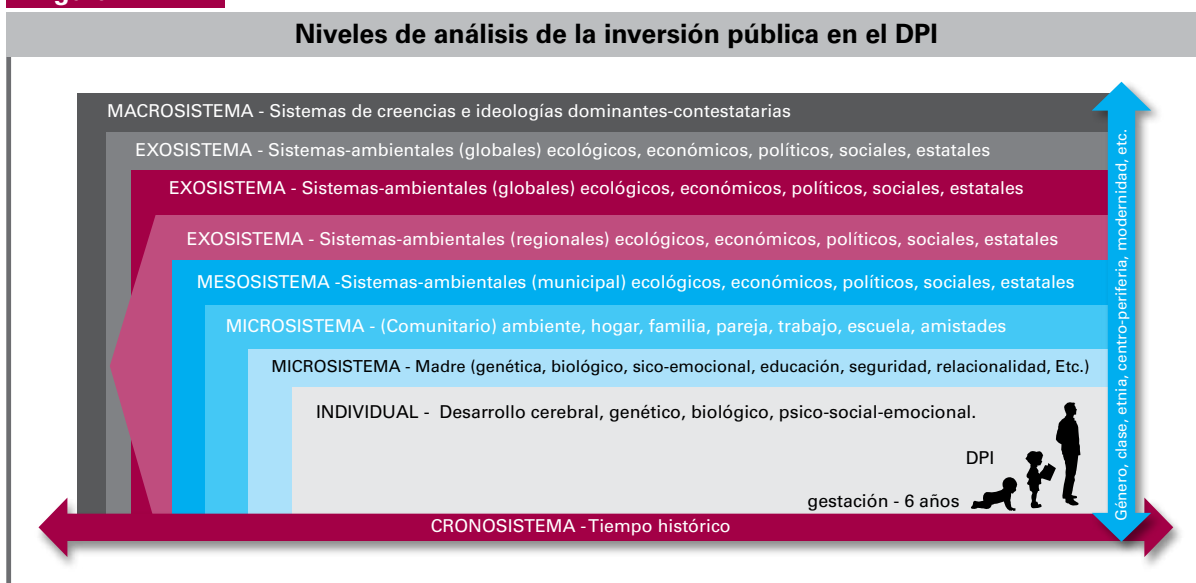 Niveles de análisis de la inversión pública en el DPI
MACROSISTEMA - Sistemas de creencias e ideologías dominantes-contestatarias
EXOSISTEMA - Sistemas-ambientales (globales) ecológicos, económicos, políticos, sociales, estatales
EXOSISTEMA - Sistemas-ambientales (globales) ecológicos, económicos, políticos, sociales, estatales
EXOSISTEMA - Sistemas-ambientales (regionales) ecológicos, económicos, políticos, sociales, estatales
MESOSISTEMA -Sistemas-ambientales (municipal) ecológicos, económicos, políticos, sociales, estatales
MICROSISTEMA - (Comunitario) ambiente, hogar, familia, pareja, trabajo, escuela, amistades
MICROSISTEMA - Madre (genética, biológico, sico-emocional, educación, seguridad, relacionalidad, Etc.)
INDIVIDUAL - Desarrollo cerebral, genético, biológico, psico-social-emocional.
DPI
gestación - 6 años
Género, clase, etnia, centro-periferia, modernidad, etc.
CRONOSISTEMA -Tiempo histórico